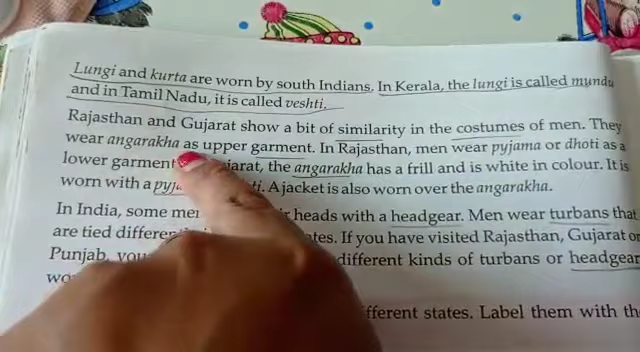 Lungi and kurta are worn by south Indians. In Kerala, the lungi is called mundu
and in Tamil Nadu, it is called veshti.
Rajasthan and Gujarat show a bit of similarity in the costumes of men. They
wear angarakha as upper garment. In Rajasthan, men wear pyjama or dhoti as a
lower garment the angarakha has a frill and is white in colour. It is
worn with a A jacket is also worn over the angarakha.
In India, some heads with a headgear. Men wear turbans that
are tied If you have visited Rajasthan, Gujarat or
Punjab, different kinds of turbans or headgear
states. Label them with